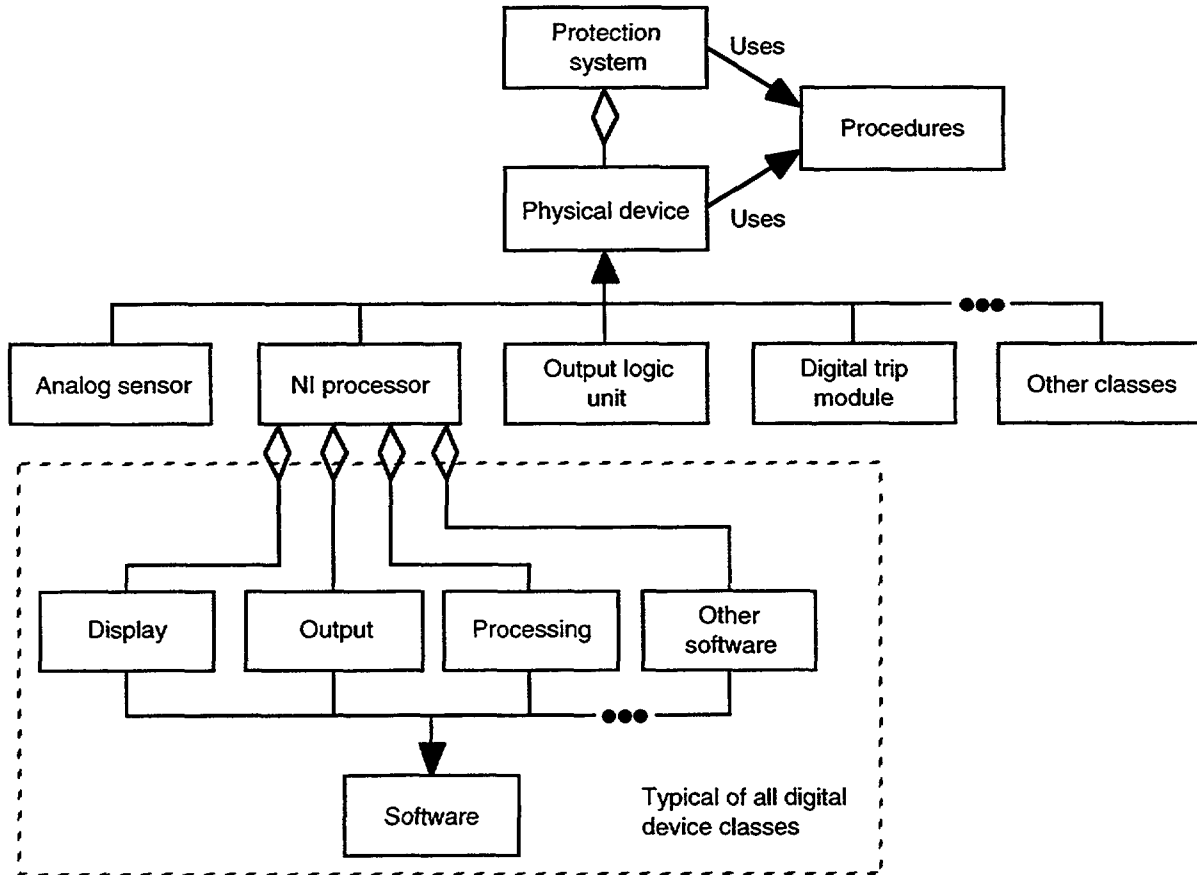 Protection
system
Uses
Procedures
Physical device
Uses
Analog sensor
NI processor
Output logic
unit
Digital trip
module
Other classes
Display
Output
Processing
Other
software
Software
Typical of all digital
device classes